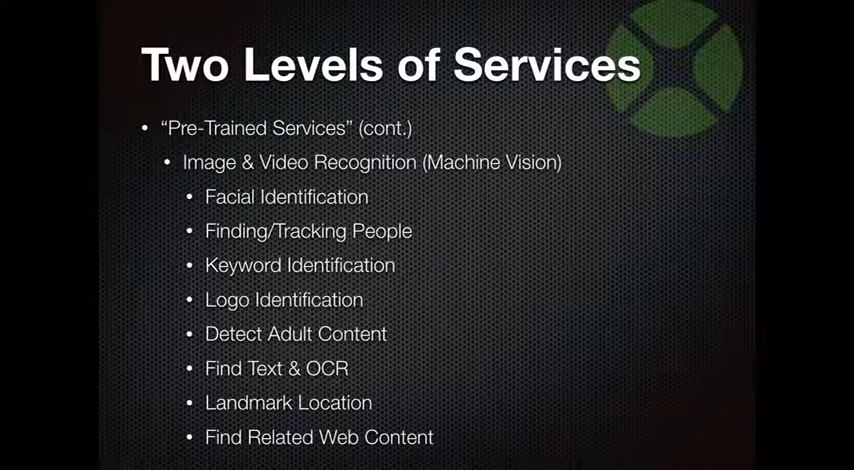 Two Levels of Services
• “Pre-Trained Services” (cont.)
• Image & Video Recognition (Machine Vision)
• Facial Identification
• Finding/Tracking People
• Keyword Identification
• Logo Identification
• Detect Adult Content
• Find Text & OCR
• Landmark Location
• Find Related Web Content